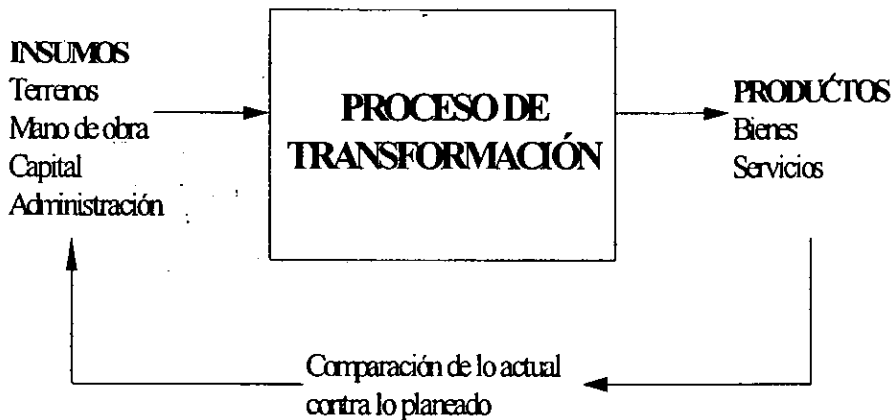 INSUMOS
Terrenos
Mano de obra
Capital
Administración
PROCESO DE
TRANSFORMACIÓN
PRODUCTOS
Bienes
Servicios
Comparación de lo actual
contra lo planeado